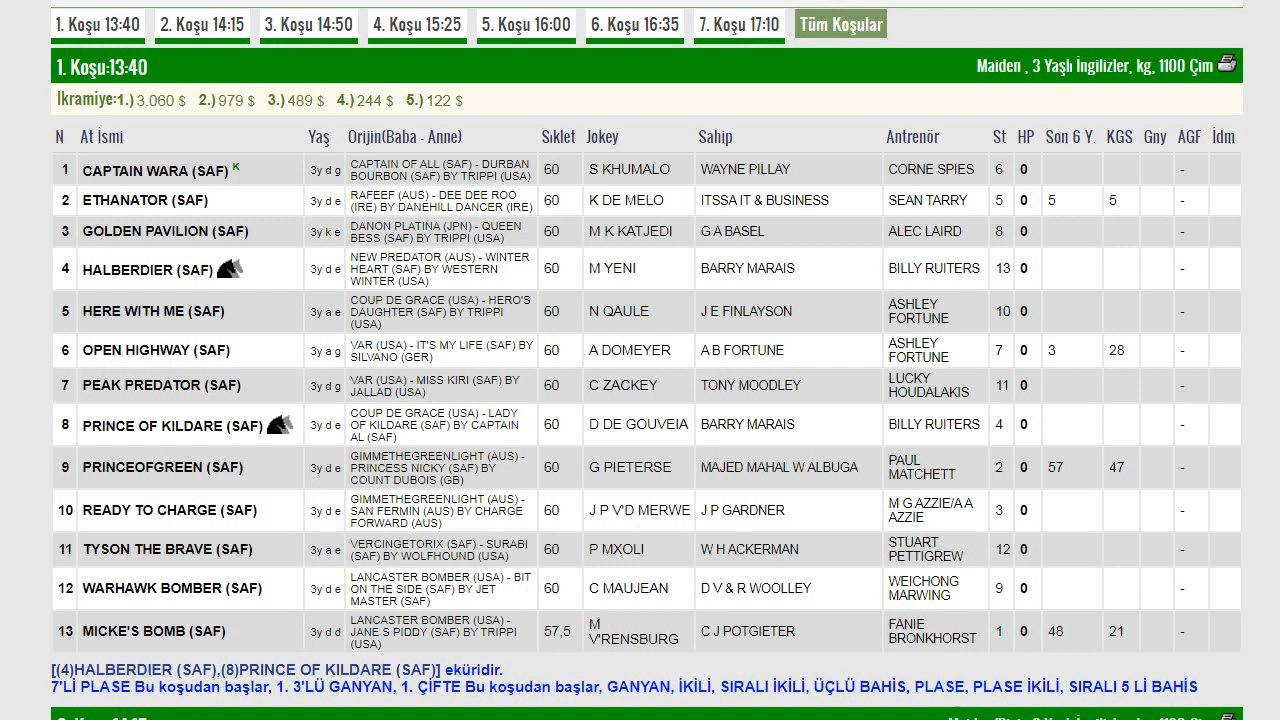 1. Koşu 13:40 2. Koşu 14:15 3. Koşu 14:50 4. Koşu 15:25 5. Koşu 16:00 6. Koşu 16:35 7. Koşu 17:10 Tüm Koşular
1. Koşu:13:40 Maiden , 3 Yaşlı İngilizler, kg, 1100 Çim
Ikramiye:1.) 3.060 $ 2.) 979 $ 3.) 489 $ 4.) 244 $ 5.) 122 $
N At İsmi Yaş Orijin(Baba - Anne) Sıklet Jokey Sahip Antrenör St HP Son 6 Y. KGS Gny AGF İdm
1 CAPTAIN WARA (SAF) K 3y d g CAPTAIN OF ALL (SAF) - DURBAN BOURBON (SAF) BY TRIPPI (USA) 60 S KHUMALO WAYNE PILLAY CORNE SPIES 6 0 -
2 ETHANATOR (SAF) 3y d e RAFEEF (AUS) - DEE DEE ROO (IRE) BY DANEHILL DANCER (IRE) 60 K DE MELO ITSSA IT & BUSINESS SEAN TARRY 5 0 5 5 -
3 GOLDEN PAVILION (SAF) 3y k e DANON PLATINA (JPN) - QUEEN BESS (SAF) BY TRIPPI (USA) 60 M K KATJEDI G A BASEL ALEC LAIRD 8 0 -
4 HALBERDIER (SAF) 3y d e NEW PREDATOR (AUS) - WINTER HEART (SAF) BY WESTERN WINTER (USA) 60 M YENI BARRY MARAIS BILLY RUITERS 13 0 -
5 HERE WITH ME (SAF) 3y a e COUP DE GRACE (USA) - HERO'S DAUGHTER (SAF) BY TRIPPI (USA) 60 N QAULE J E FINLAYSON ASHLEY FORTUNE 10 0 -
6 OPEN HIGHWAY (SAF) 3y a g VAR (USA) - IT'S MY LIFE (SAF) BY SILVANO (GER) 60 A DOMEYER A B FORTUNE ASHLEY FORTUNE 7 0 3 28 -
7 PEAK PREDATOR (SAF) 3y d g VAR (USA) - MISS KIRI (SAF) BY JALLAD (USA) 60 C ZACKEY TONY MOODLEY LUCKY HOUDALAKIS 11 0 -
8 PRINCE OF KILDARE (SAF) 3y d e COUP DE GRACE (USA) - LADY OF KILDARE (SAF) BY CAPTAIN AL (SAF) 60 D DE GOUVEIA BARRY MARAIS BILLY RUITERS 4 0 -
9 PRINCEOFGREEN (SAF) 3y d e GIMMETHEGREENLIGHT (AUS) - PRINCESS NICKY (SAF) BY COUNT DUBOIS (GB) 60 G PIETERSE MAJED MAHAL W ALBUGA PAUL MATCHETT 2 0 57 47 -
10 READY TO CHARGE (SAF) 3y d e GIMMETHEGREENLIGHT (AUS) - SAN FERMIN (AUS) BY CHARGE FORWARD (AUS) 60 J P V'D MERWE J P GARDNER M G AZZIE/A A AZZIE 3 0 -
11 TYSON THE BRAVE (SAF) 3y a e VERCINGETORIX (SAF) - SURABI (SAF) BY WOLFHOUND (USA) 60 P MXOLI W H ACKERMAN STUART PETTIGREW 12 0 -
12 WARHAWK BOMBER (SAF) 3y d e LANCASTER BOMBER (USA) - BIT ON THE SIDE (SAF) BY JET MASTER (SAF) 60 C MAUJEAN D V & R WOOLLEY WEICHONG MARWING 9 0 -
13 MICKE'S BOMB (SAF) 3y d d LANCASTER BOMBER (USA) - JANE S PIDDY (SAF) BY TRIPPI (USA) 57,5 M V'RENSBURG C J POTGIETER FANIE BRONKHORST 1 0 48 21 -
[(4)HALBERDIER (SAF),(8)PRINCE OF KILDARE (SAF)] eküridir.
7'Lİ PLASE Bu koşudan başlar, 1. 3'LÜ GANYAN, 1. ÇİFTE Bu koşudan başlar, GANYAN, İKİLİ, SIRALI İKİLİ, ÜÇLÜ BAHİS, PLASE, PLASE İKİLİ, SIRALI 5 Lİ BAHİS